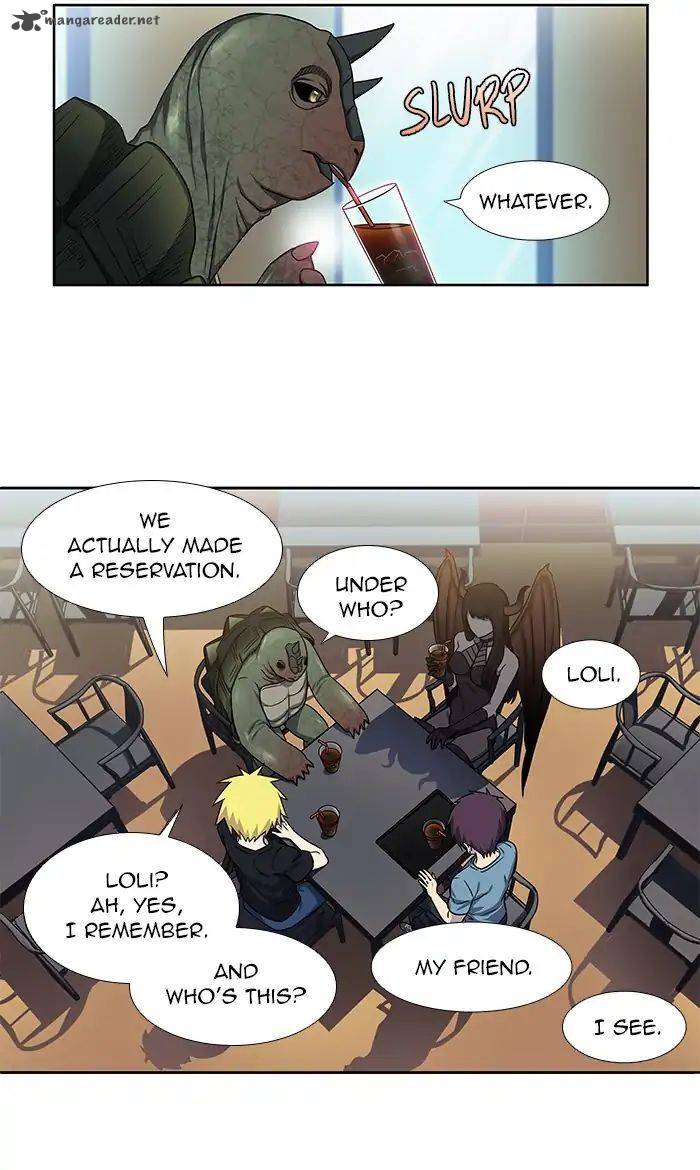 mangareader.net
SLURP
WHATEVER.
WE
ACTUALLY MADE
A RESERVATION.
UNDER
WHO?
LOLI.
LOLI?
AH, YES,
I REMEMBER.
AND
WHO'S THIS?
MY FRIEND.
I SEE.